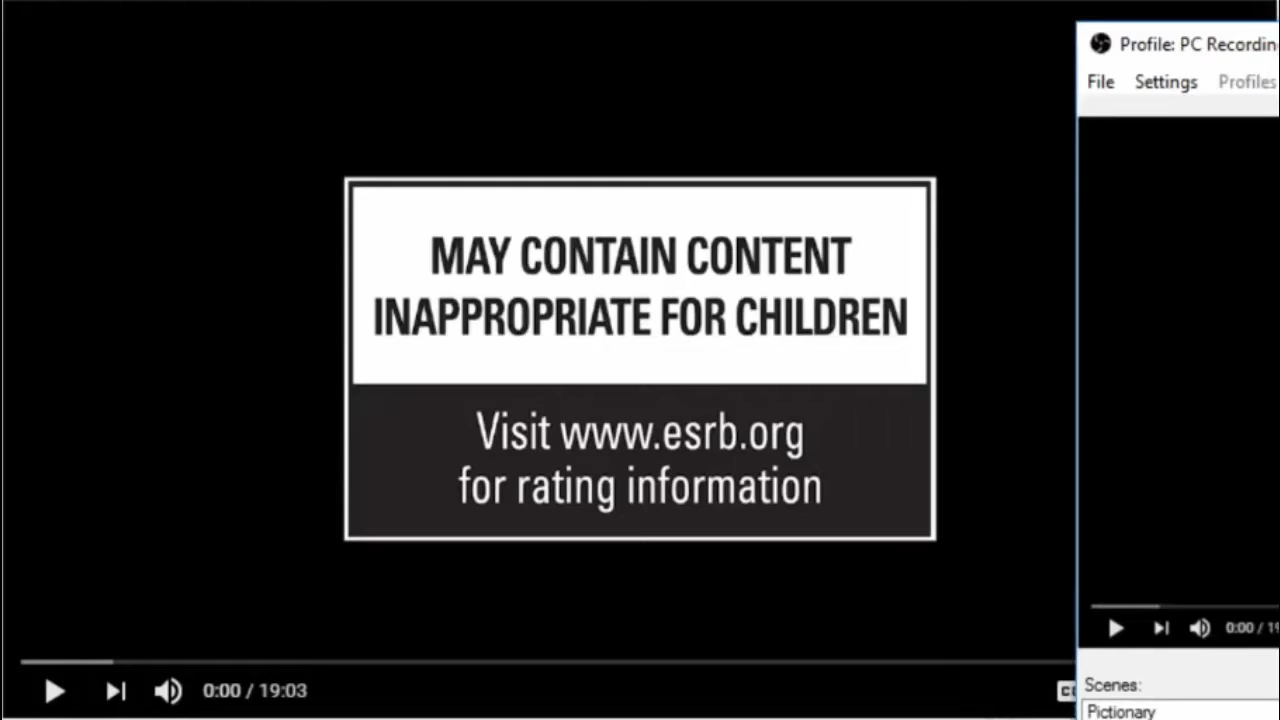 Profile: PC Recordin
File Settings Profiles
MAY CONTAIN CONTENT
INAPPROPRIATE FOR CHILDREN
Visit www.esrb.org
for rating information
0:00 / 19
0:00 / 19:03
Scenes:
Pictionary